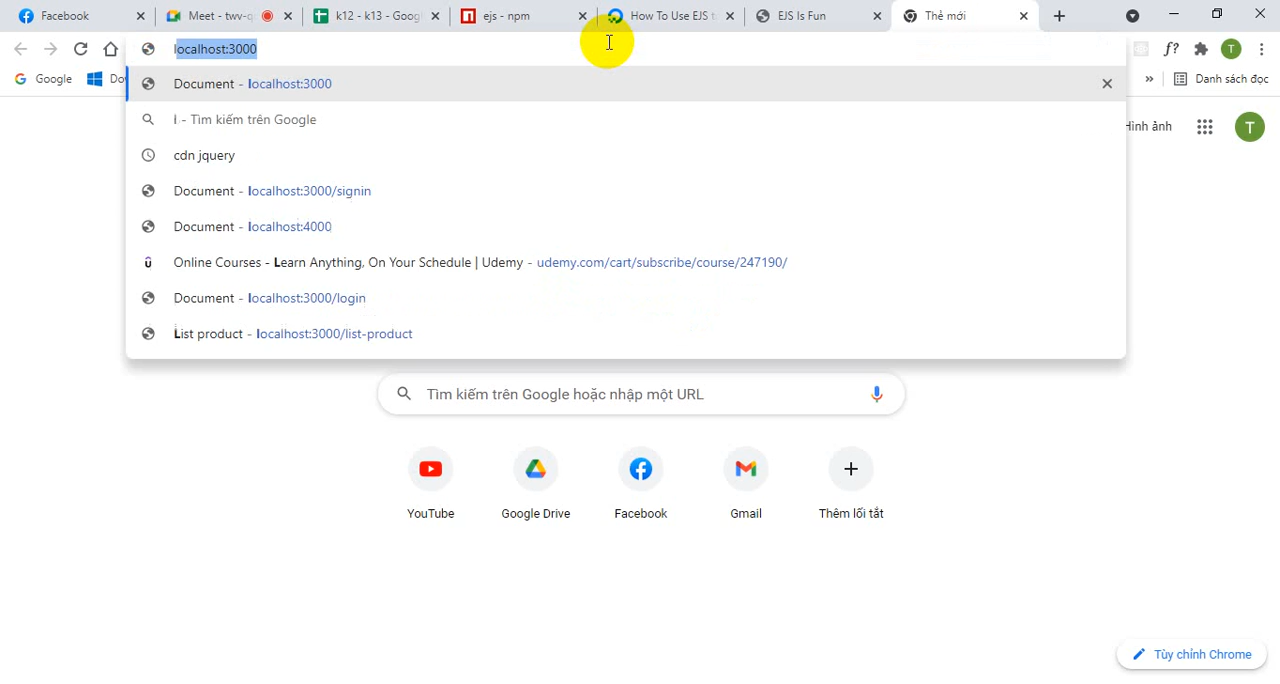 Facebook
Meet - twv-q
k12 - k13 - Goog
ejs - npm
How To Use EJS t
EJS Is Fun
Thẻ mới
localhost:3000
f?
T
Google
Do
»
Danh sách đọc
Document - localhost:3000
l - Tìm kiếm trên Google
Hình ảnh
T
cdn jquery
Document - localhost:3000/signin
Document - localhost:4000
Online Courses - Learn Anything, On Your Schedule | Udemy - udemy.com/cart/subscribe/course/247190/
Document - localhost:3000/login
List product - localhost:3000/list-product
Tìm kiếm trên Google hoặc nhập một URL
YouTube
Google Drive
Facebook
Gmail
Thêm lối tắt
Tùy chỉnh Chrome